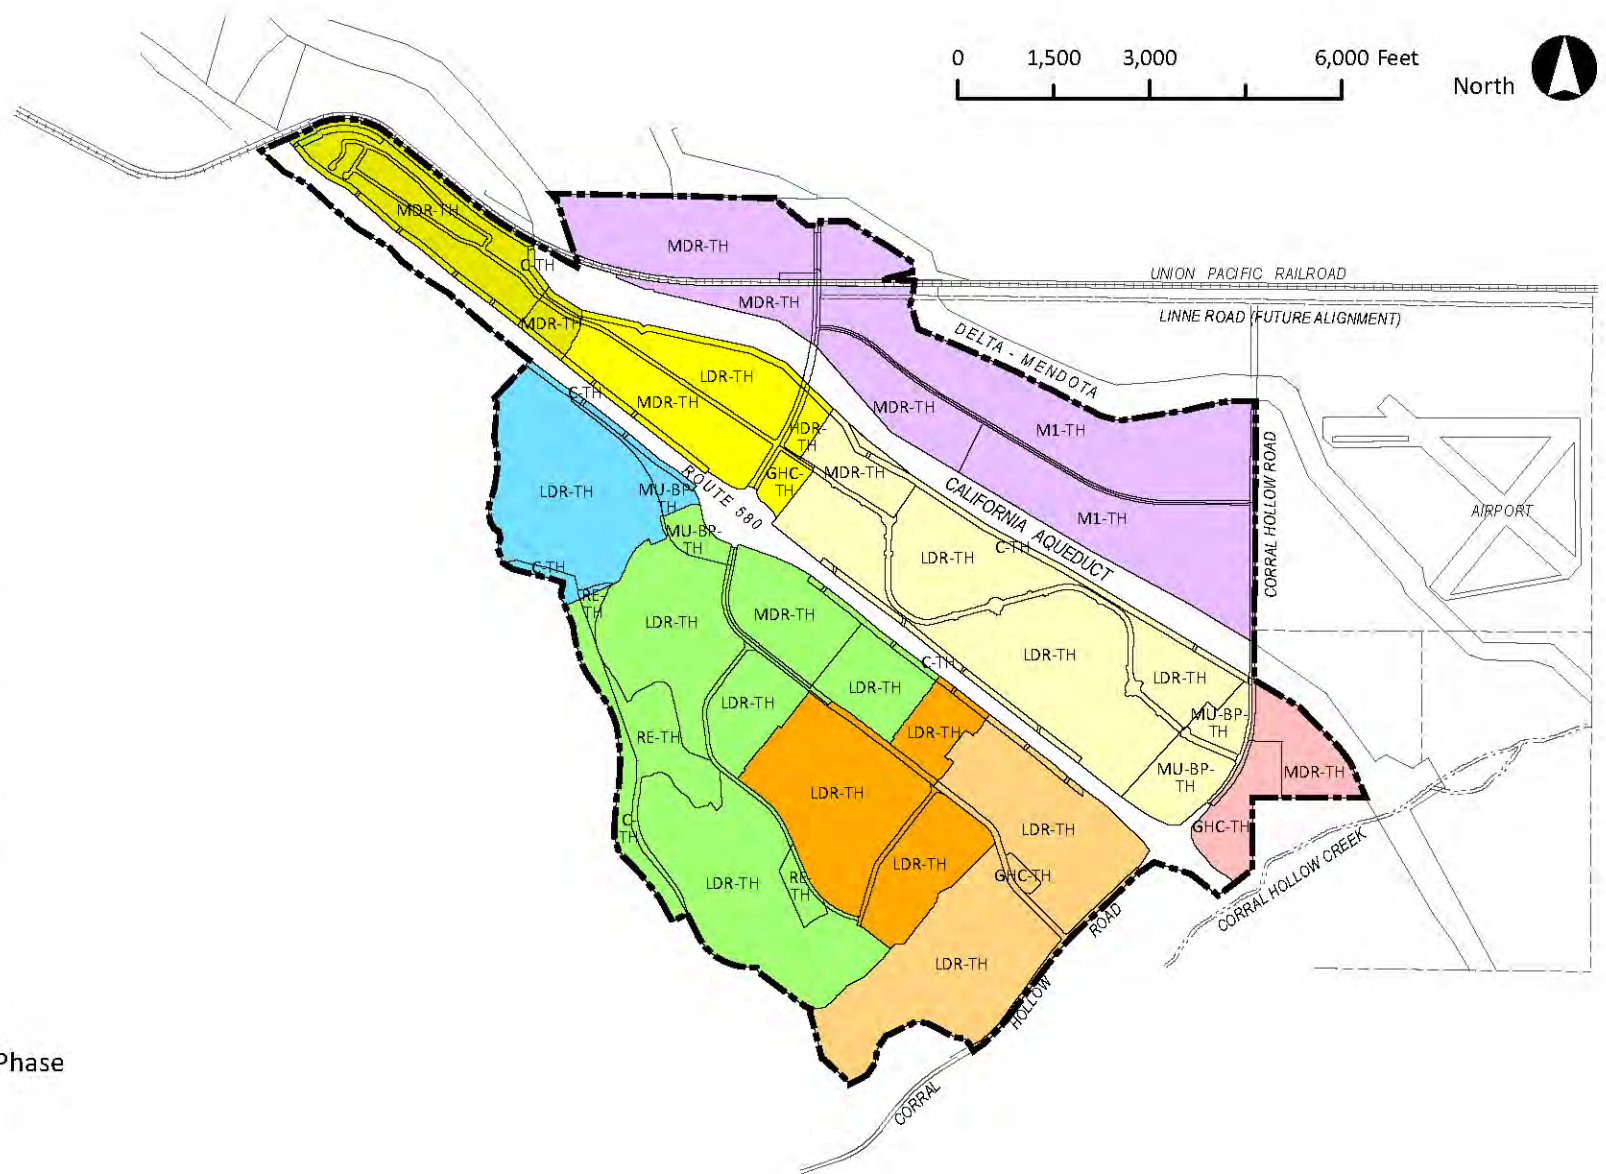 0 1,500 3,000 6,000 Feet
North
MDR-TH
C-TH
MDR-TH
MDR-TH
UNION PACIFIC RAILROAD
LINNE ROAD (FUTURE ALIGNMENT)
DELTA - MENDOTA
MDR-TH
LDR-TH
MDR-TH
C-TH
MDR-TH
M1-TH
HDR-
TH
GHC-
TH
MDR-TH
ROUTE 580
CALIFORNIA AQUEDUCT
CORRAL HOLLOW ROAD
AIRPORT
LDR-TH
MU-BP-
TH
MU-BP-
TH
M1-TH
C-TH
LDR-TH
C-TH
RE-
TH
LDR-TH
MDR-TH
LDR-TH
C-TH
LDR-TH
LDR-TH
LDR-TH
MU-BP-
TH
RE-TH
LDR-TH
MU-BP-
TH
MDR-TH
LDR-TH
C-
TH
LDR-TH
GHC-TH
LDR-TH
GHC-TH
LDR-TH
RE-
TH
CORRAL HOLLOW CREEK
LDR-TH
ROAD
HOLLOW
CORRAL
Phase